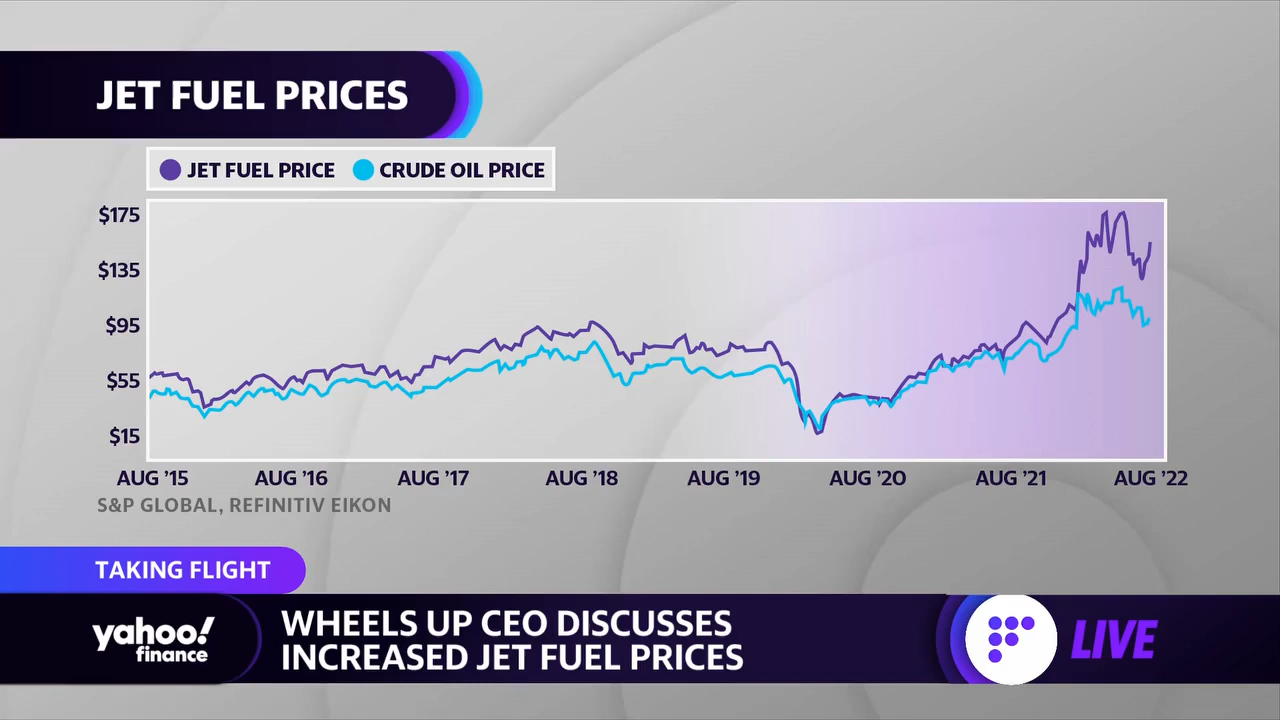 JET FUEL PRICES
JET FUEL PRICE CRUDE OIL PRICE
$175
$135
$95
$55
$15
AUG ’15 AUG ’16 AUG ’17 AUG ’18 AUG ’19 AUG ’20 AUG ’21 AUG ’22
S&P GLOBAL, REFINITIV EIKON
TAKING FLIGHT
yahoo!
finance
WHEELS UP CEO DISCUSSES
INCREASED JET FUEL PRICES
LIVE